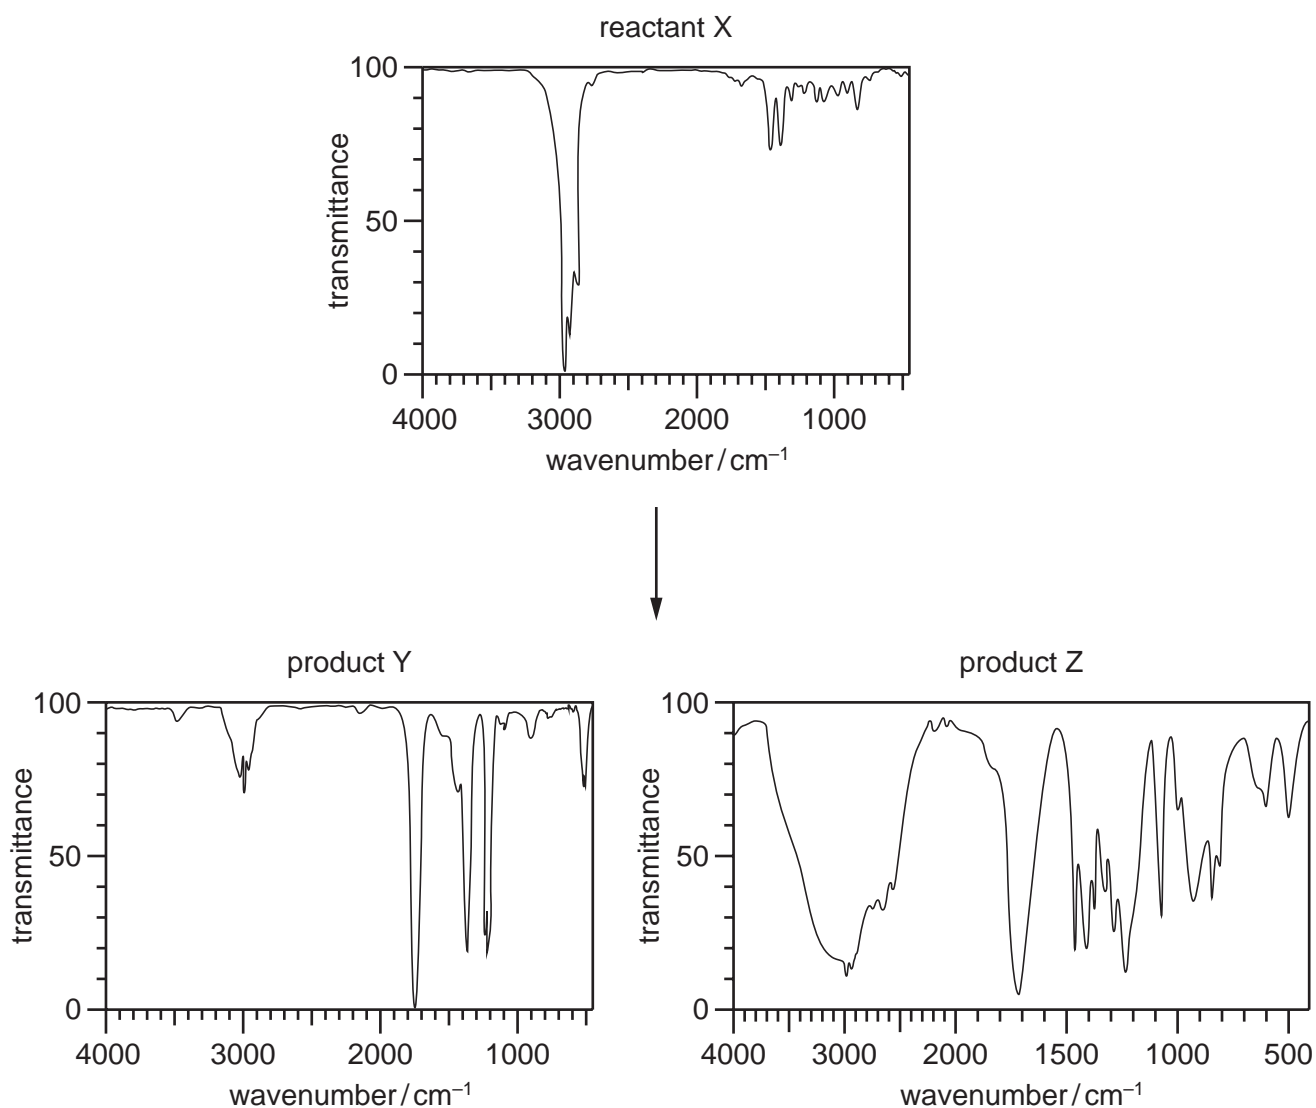 reactant X
transmittance
100
50
0
4000 3000 2000 1000
wavenumber / cm–1
product Y
transmittance
100
50
0
4000 3000 2000 1000
wavenumber / cm–1
product Z
transmittance
100
50
0
4000 3000 2000 1500 1000 500
wavenumber / cm–1